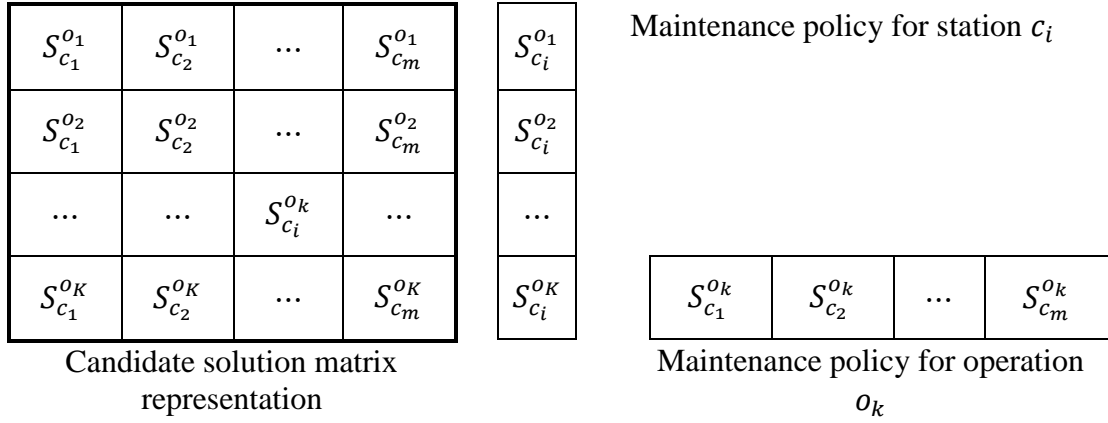 $S_{c_1}^{o_1}$ $S_{c_2}^{o_1}$ ... $S_{c_m}^{o_1}$ $S_{c_i}^{o_1}$ Maintenance policy for station $c_i$
$S_{c_1}^{o_2}$ $S_{c_2}^{o_2}$ ... $S_{c_m}^{o_2}$ $S_{c_i}^{o_2}$
... ... $S_{c_i}^{o_k}$ ... ...
$S_{c_1}^{o_K}$ $S_{c_2}^{o_K}$ ... $S_{c_m}^{o_K}$ $S_{c_i}^{o_K}$ $S_{c_1}^{o_k}$ $S_{c_2}^{o_k}$ ... $S_{c_m}^{o_k}$
Candidate solution matrix
representation
Maintenance policy for operation
$o_k$